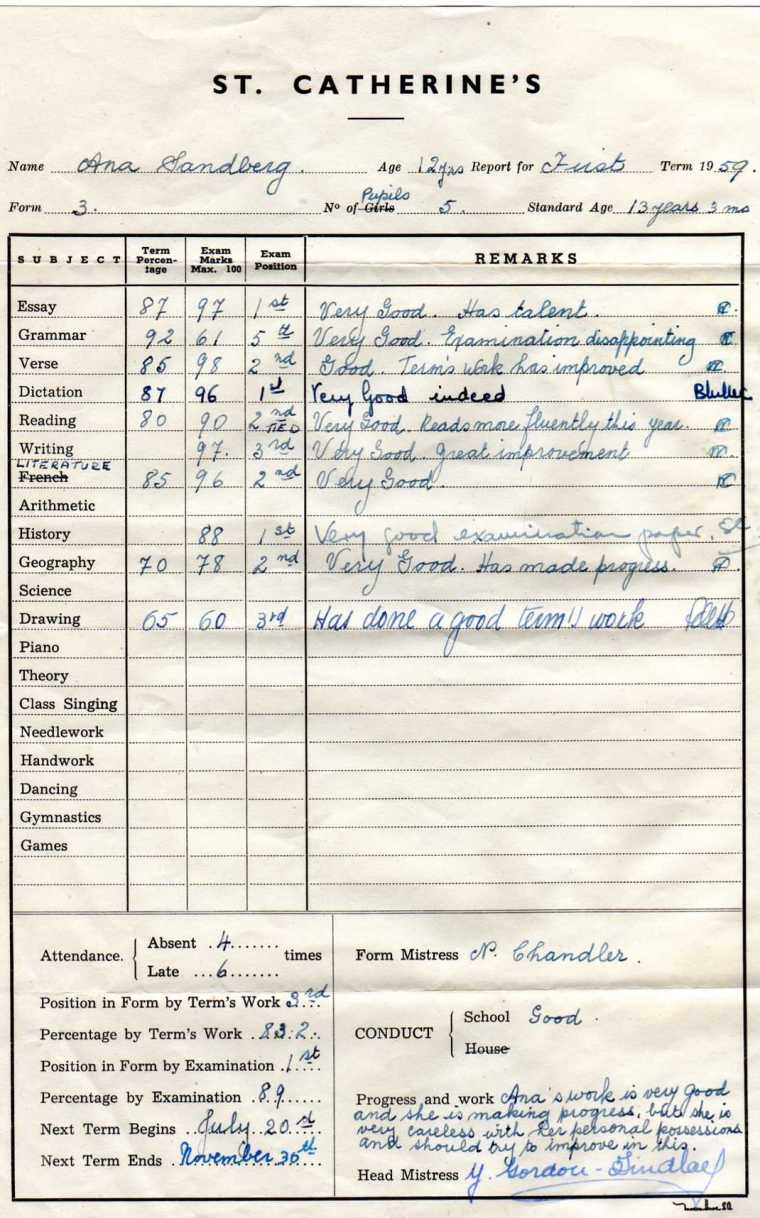 ST. CATHERINE'S
Name Ana Sandberg. Age 12yrs Report for First Term 1959.
Pupils
Form 3. Nº of Girls 5. Standard Age 13 years 3 mo
SUBJECT Term Percen-tage Exam Marks Max. 100 Exam Position REMARKS
Essay 87 97 1st Very Good. Has talent.
Grammar 92 61 5th Very Good. Examination disappointing
Verse 85 98 2nd Good. Term's work has improved
Dictation 87 96 1st Very Good indeed
Reading 80 90 2nd TIED Very Good. Reads more fluently this year.
Writing 97. 3rd Very Good. Great improvement
LITERATURE
French 85 96 2nd Very Good.
Arithmetic
History 88 1st Very good examination paper.
Geography 70 78 2nd Very Good. Has made progress.
Science
Drawing 65 60 3rd Has done a good term's work
Piano
Theory
Class Singing
Needlework
Handwork
Dancing
Gymnastics
Games
Attendance. Absent 4 times
Late 6
Position in Form by Term's Work 3rd
Percentage by Term's Work 83.2.
Position in Form by Examination 1st
Percentage by Examination 89
Next Term Begins July 20
Next Term Ends November 30th
Form Mistress N. Chandler.
CONDUCT School Good.
House
Progress and work Ana's work is very good
and she is making progress, but she is
very careless with her personal possessions
and should try to improve in this.
Head Mistress Y. Gordon-Findlay